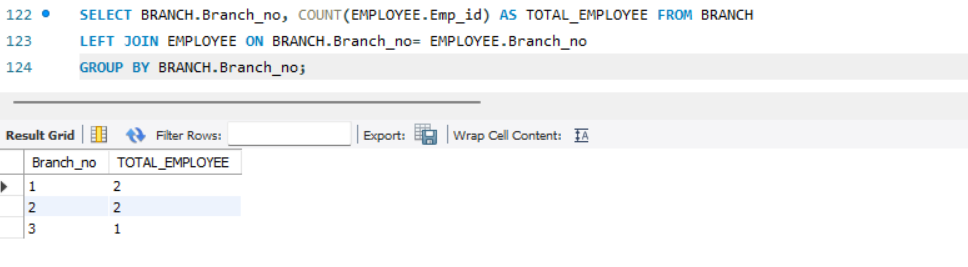 122 SELECT BRANCH.Branch_no, COUNT(EMPLOYEE.Emp_id) AS TOTAL_EMPLOYEE FROM BRANCH
123 LEFT JOIN EMPLOYEE ON BRANCH.Branch_no= EMPLOYEE.Branch_no
124 GROUP BY BRANCH.Branch_no;
Result Grid Filter Rows: Export: Wrap Cell Content: IA
Branch_no TOTAL_EMPLOYEE
1 2
2 2
3 1